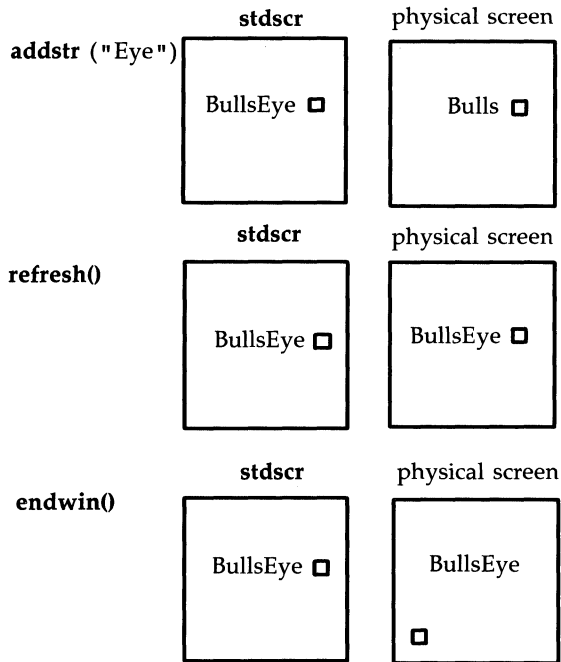 stdscr physical screen
addstr ("Eye")
BullsEye Bulls
stdscr physical screen
refresh()
BullsEye BullsEye
stdscr physical screen
endwin()
BullsEye BullsEye